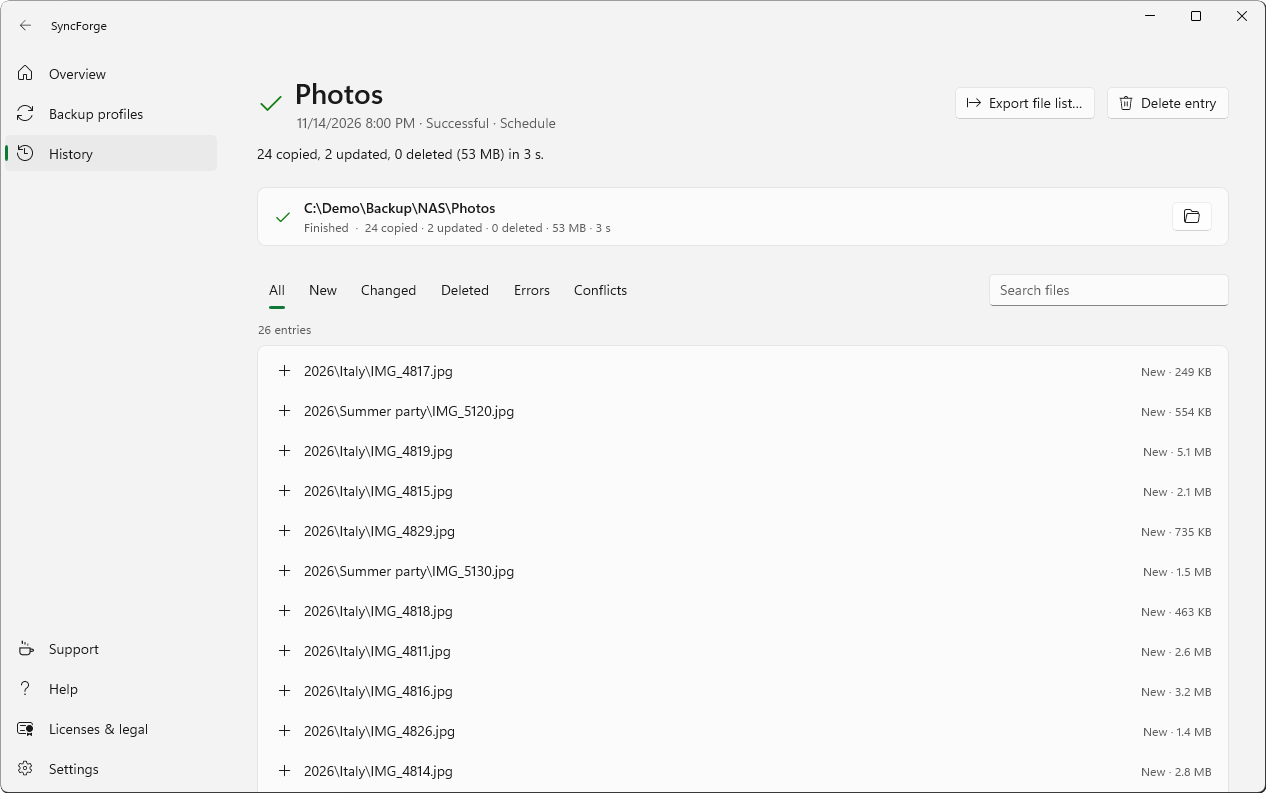 SyncForge
Overview
Backup profiles
History
Support
Help
Licenses & legal
Settings
Photos
11/14/2026 8:00 PM · Successful · Schedule
Export file list...
Delete entry
24 copied, 2 updated, 0 deleted (53 MB) in 3 s.
C:\Demo\Backup\NAS\Photos
Finished · 24 copied · 2 updated · 0 deleted · 53 MB · 3 s
All New Changed Deleted Errors Conflicts
Search files
26 entries
2026\Italy\IMG_4817.jpg New · 249 KB
2026\Summer party\IMG_5120.jpg New · 554 KB
2026\Italy\IMG_4819.jpg New · 5.1 MB
2026\Italy\IMG_4815.jpg New · 2.1 MB
2026\Italy\IMG_4829.jpg New · 735 KB
2026\Summer party\IMG_5130.jpg New · 1.5 MB
2026\Italy\IMG_4818.jpg New · 463 KB
2026\Italy\IMG_4811.jpg New · 2.6 MB
2026\Italy\IMG_4816.jpg New · 3.2 MB
2026\Italy\IMG_4826.jpg New · 1.4 MB
2026\Italy\IMG_4814.jpg New · 2.8 MB